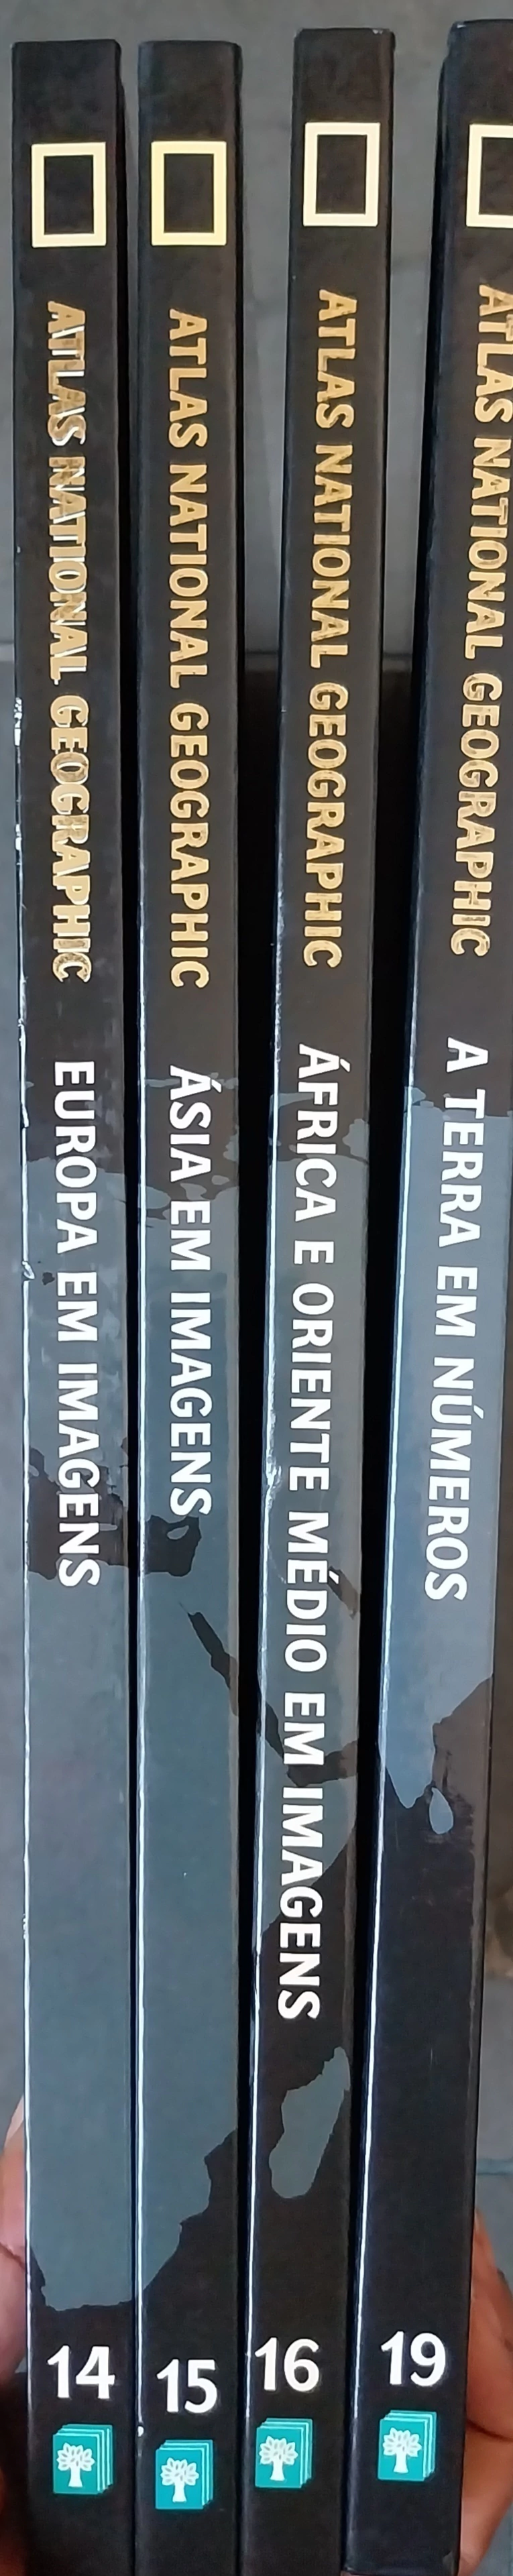 ATLAS NATIONAL GEOGRAPHIC EUROPA EM IMAGENS 14
ATLAS NATIONAL GEOGRAPHIC ÁSIA EM IMAGENS 15
ATLAS NATIONAL GEOGRAPHIC ÁFRICA E ORIENTE MÉDIO EM IMAGENS 16
ATLAS NATIONAL GEOGRAPHIC A TERRA EM NÚMEROS 19